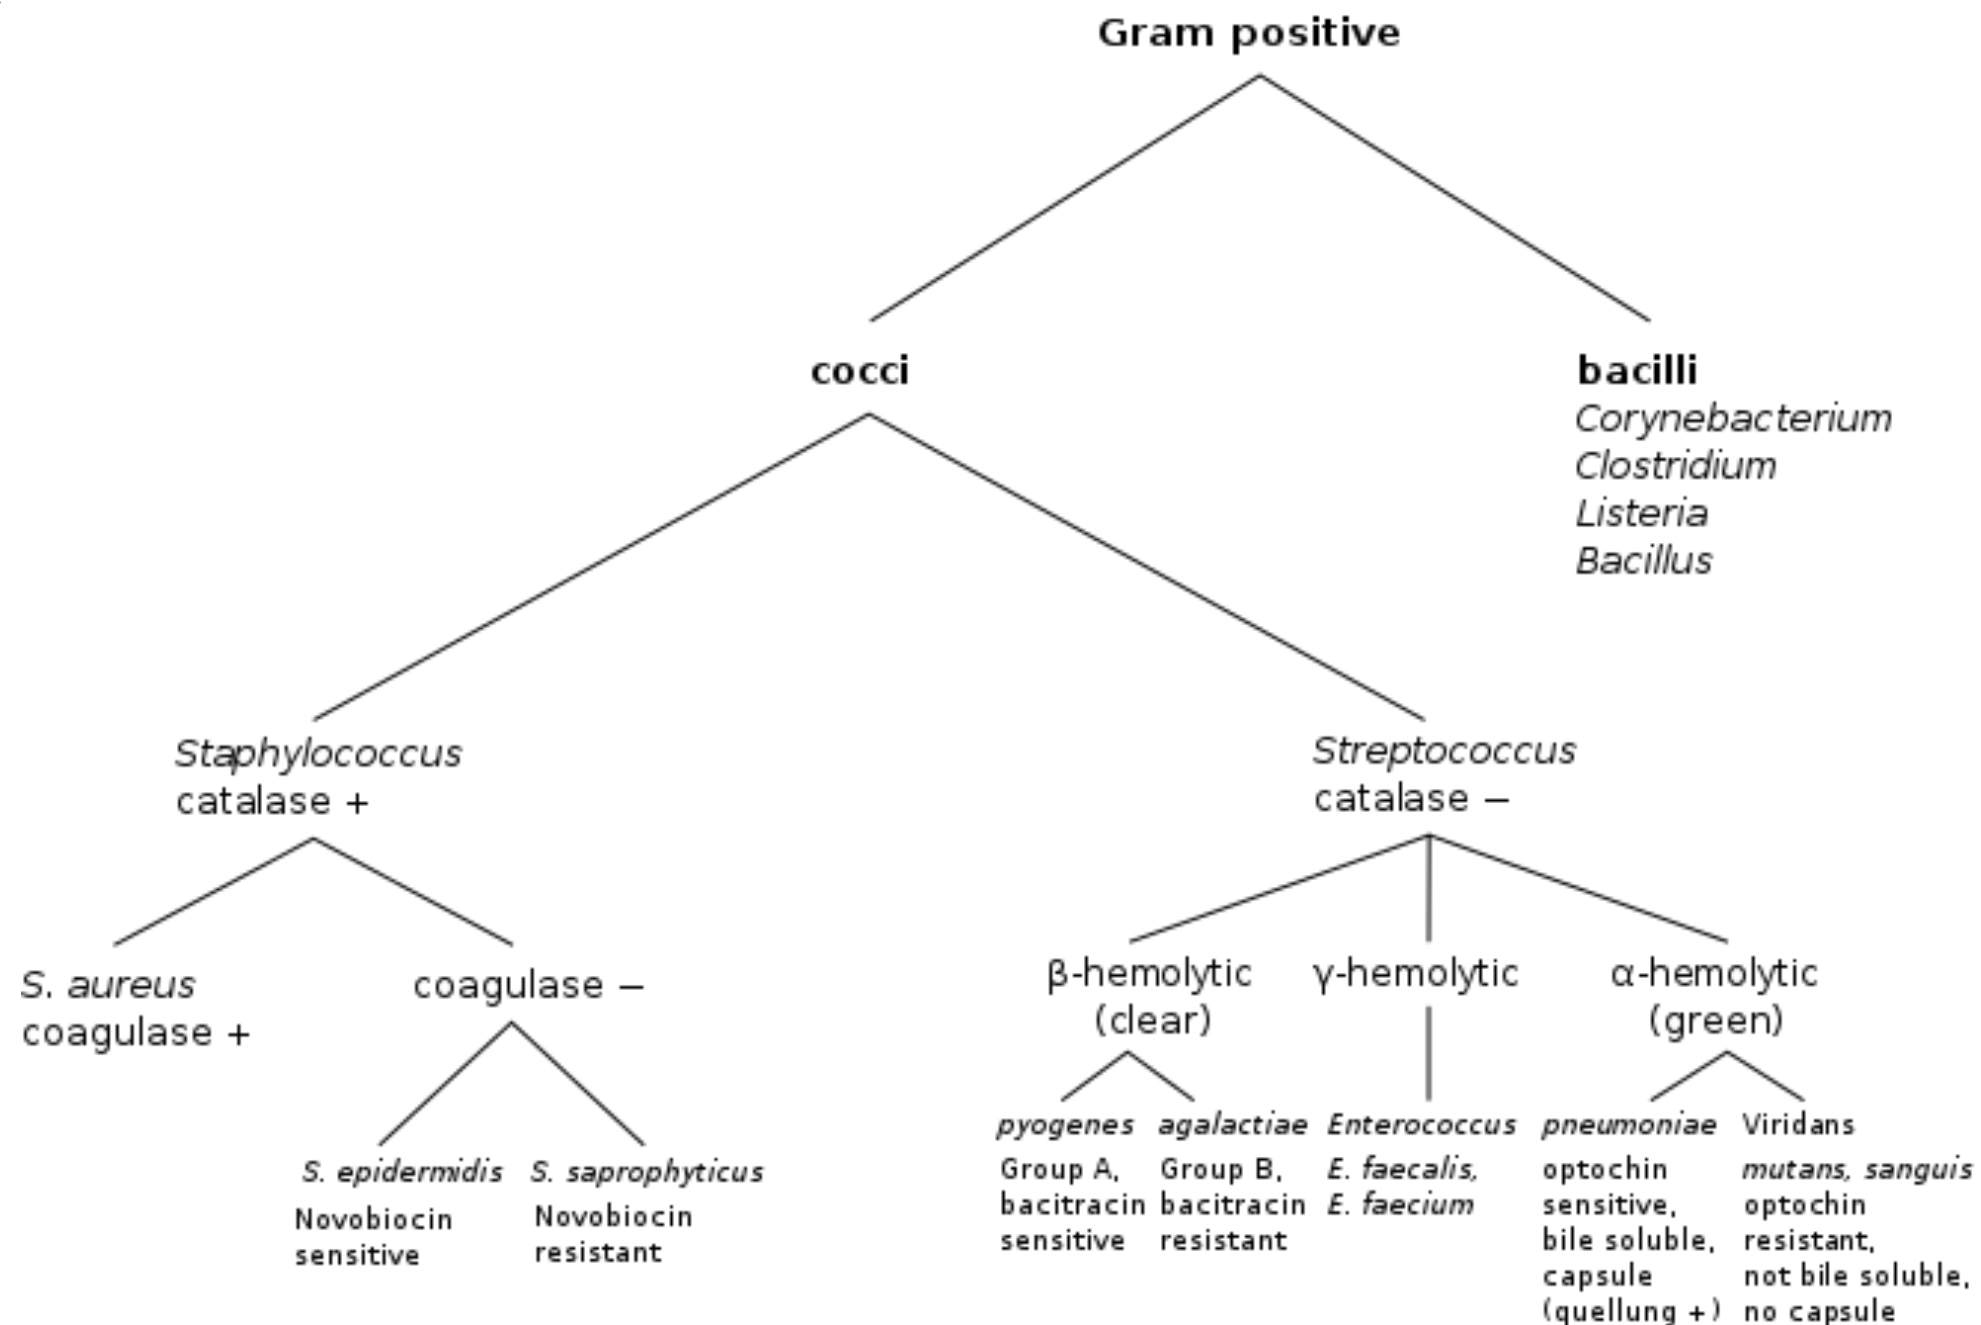 Gram positive
cocci
bacilli
Corynebacterium
Clostridium
Listeria
Bacillus
Staphylococcus
catalase +
Streptococcus
catalase −
S. aureus
coagulase +
coagulase −
S. epidermidis
Novobiocin
sensitive
S. saprophyticus
Novobiocin
resistant
β-hemolytic
(clear)
γ-hemolytic
α-hemolytic
(green)
pyogenes
Group A,
bacitracin
sensitive
agalactiae
Group B,
bacitracin
resistant
Enterococcus
E. faecalis,
E. faecium
pneumoniae
optochin
sensitive,
bile soluble,
capsule
(quellung +)
Viridans
mutans, sanguis
optochin
resistant,
not bile soluble,
no capsule